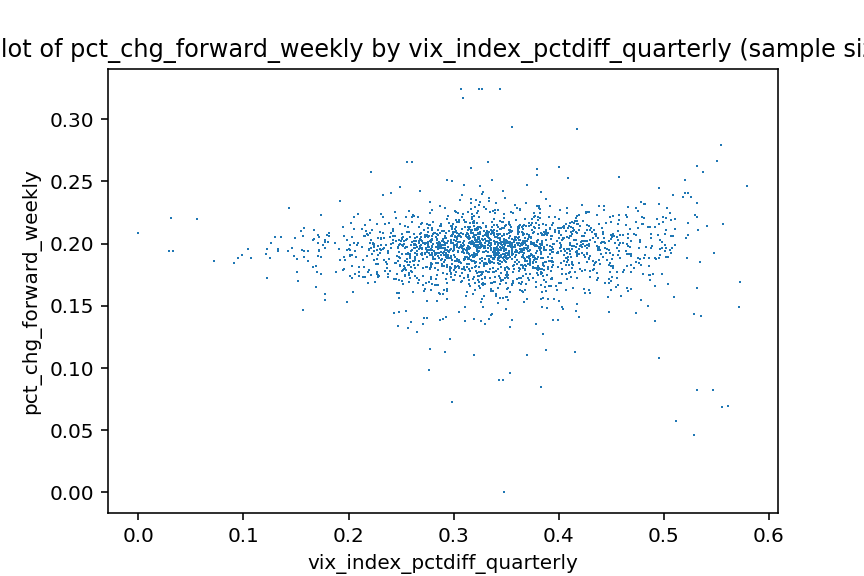 lot of pct_chg_forward_weekly by vix_index_pctdiff_quarterly (sample si
0.30
0.25
0.20
0.15
0.10
0.05
0.00
pct_chg_forward_weekly
0.0 0.1 0.2 0.3 0.4 0.5 0.6
vix_index_pctdiff_quarterly